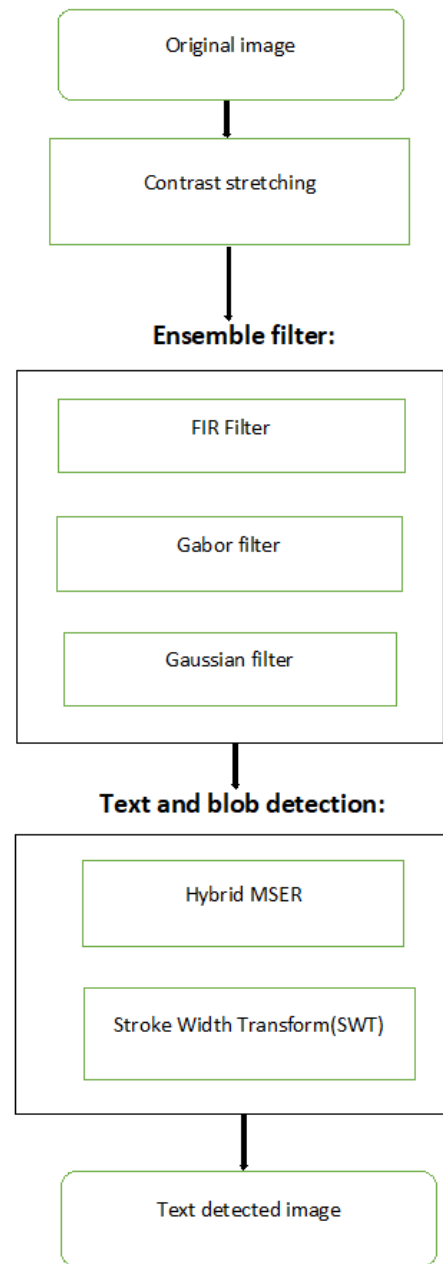 Original image
Contrast stretching
Ensemble filter:
FIR Filter
Gabor filter
Gaussian filter
Text and blob detection:
Hybrid MSER
Stroke Width Transform(SWT)
Text detected image